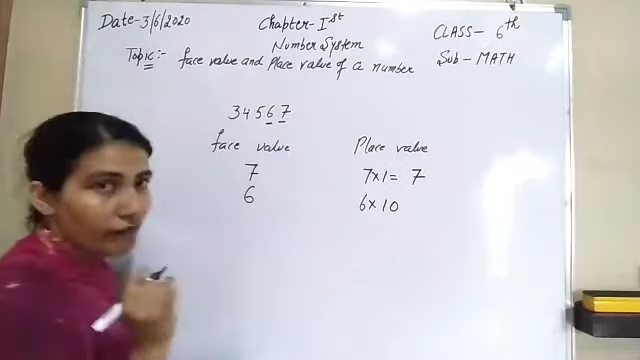 Date-3/6/2020
Chapter-Ist
Number System
CLASS- 6th
Sub-MATH
Topic:- face value and Place value of a number
34567
face value Place value
7 7x1= 7
6 6x10